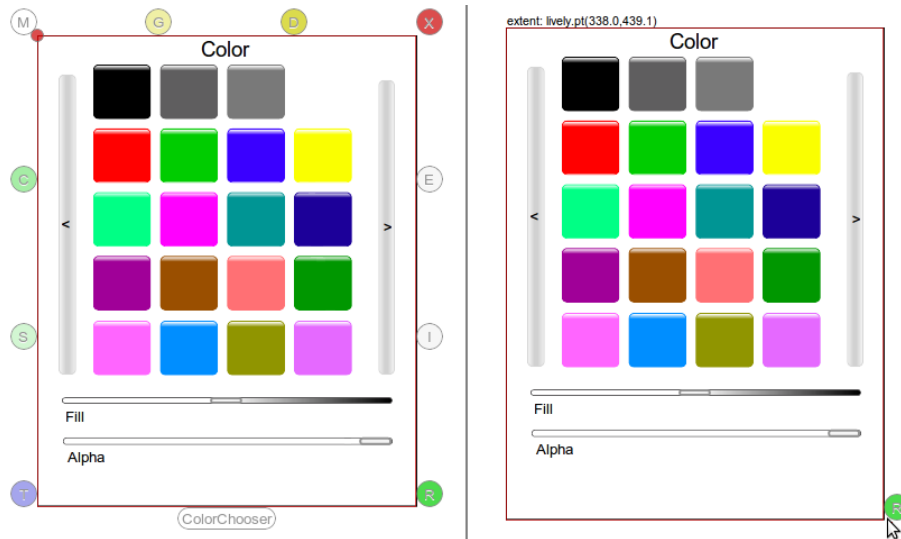 M
G
D
X
Color
C
E
<
>
S
I
Fill
Alpha
T
R
ColorChooser
extent: lively.pt(338.0,439.1)
Color
<
>
Fill
Alpha
R